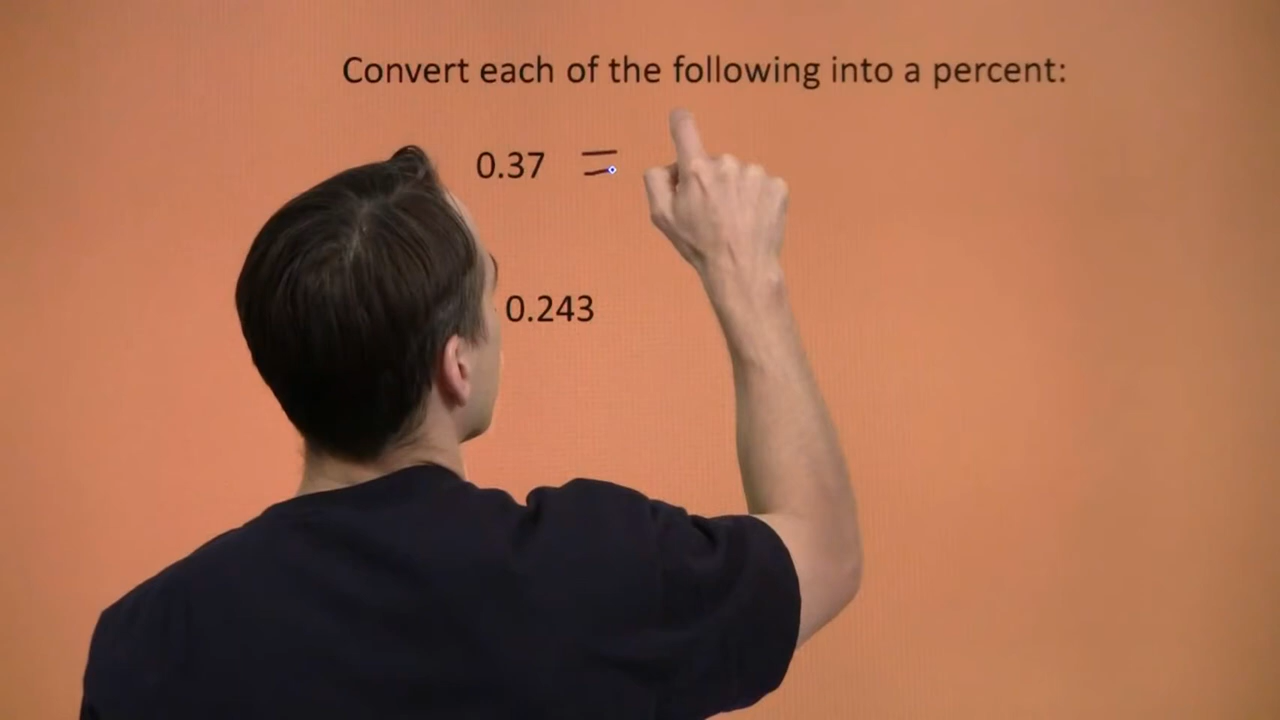 Convert each of the following into a percent:
0.37 =
0.243